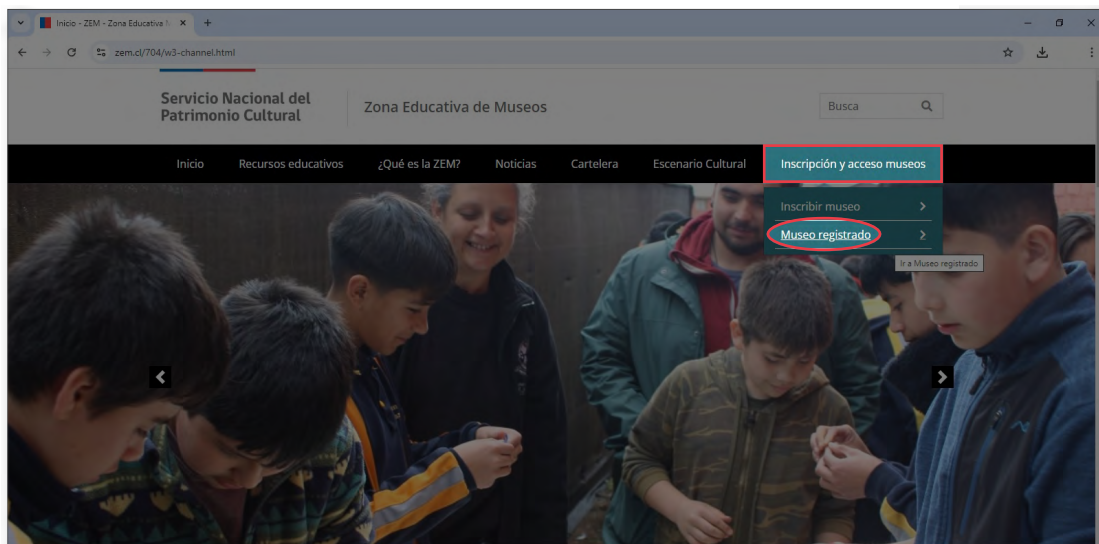 Inicio - ZEM - Zona Educativa
zem.cl/704/w3-channel.html
Servicio Nacional del
Patrimonio Cultural
Zona Educativa de Museos
Busca
Inicio Recursos educativos ¿Qué es la ZEM? Noticias Cartelera Escenario Cultural Inscripción y acceso museos
Inscribir museo
Museo registrado
Ir a Museo registrado